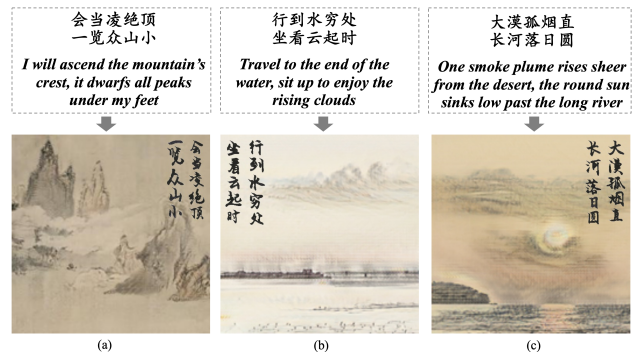 会当凌绝顶
一览众山小
I will ascend the mountain's
crest, it dwarfs all peaks
under my feet
行到水穷处
坐看云起时
Travel to the end of the
water, sit up to enjoy the
rising clouds
大漠孤烟直
长河落日圆
One smoke plume rises sheer
from the desert, the round sun
sinks low past the long river
会当凌绝顶
一览众山小
行到水穷处
坐看云起时
大漠孤烟直
长河落日圆
(a)
(b)
(c)